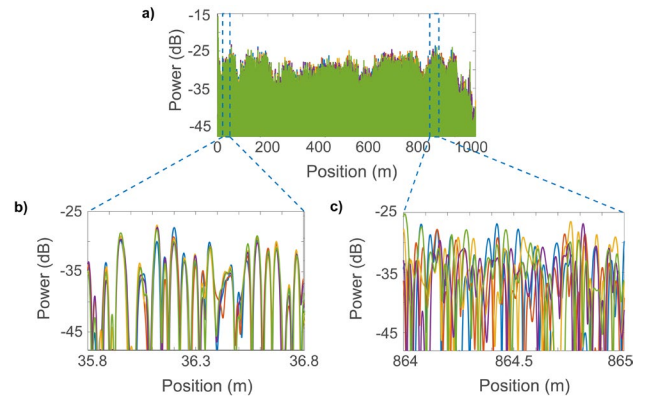 a)
Power (dB)
-15
-25
-35
-45
0 200 400 600 800 1000
Position (m)
b)
Power (dB)
-25
-35
-45
35.8 36.3 36.8
Position (m)
c)
Power (dB)
-25
-35
-45
864 864.5 865
Position (m)